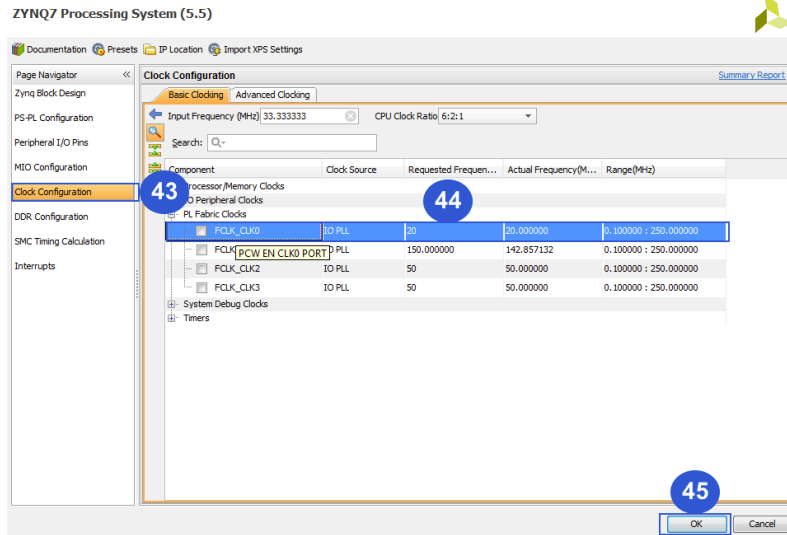 ZYNQ7 Processing System (5.5)
Documentation Presets IP Location Import XPS Settings
Page Navigator «
Zynq Block Design
PS-PL Configuration
Peripheral I/O Pins
MIO Configuration
Clock Configuration
DDR Configuration
SMC Timing Calculation
Interrupts
43
Clock Configuration Summary Report
Basic Clocking Advanced Clocking
Input Frequency (MHz) 33.333333 CPU Clock Ratio 6:2:1
Search:
Component Clock Source Requested Frequen... Actual Frequency(M... Range(MHz)
Processor/Memory Clocks
Peripheral Clocks
44
PL Fabric Clocks
FCLK_CLK0 IO PLL 20 20.000000 0.100000 : 250.000000
FCLK IO PLL 150.000000 142.857132 0.100000 : 250.000000
PCW EN CLK0 PORT
FCLK_CLK2 IO PLL 50 50.000000 0.100000 : 250.000000
FCLK_CLK3 IO PLL 50 50.000000 0.100000 : 250.000000
System Debug Clocks
Timers
45
OK Cancel